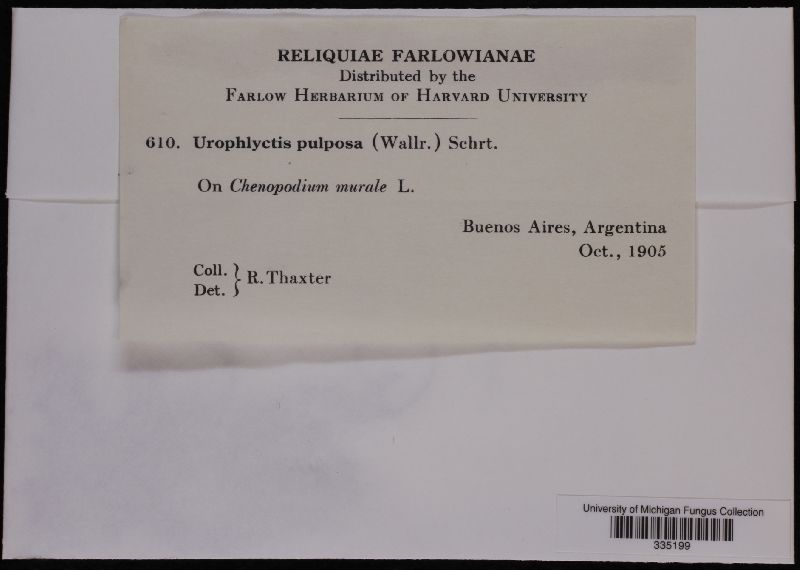 RELIQUIAE FARLOWIANAE
Distributed by the
FARLOW HERBARIUM OF HARVARD UNIVERSITY
610. Urophlyctis pulposa (Wallr.) Schrt.
On Chenopodium murale L.
Buenos Aires, Argentina
Oct., 1905
Coll. } R. Thaxter
Det.
University of Michigan Fungus Collection
335199